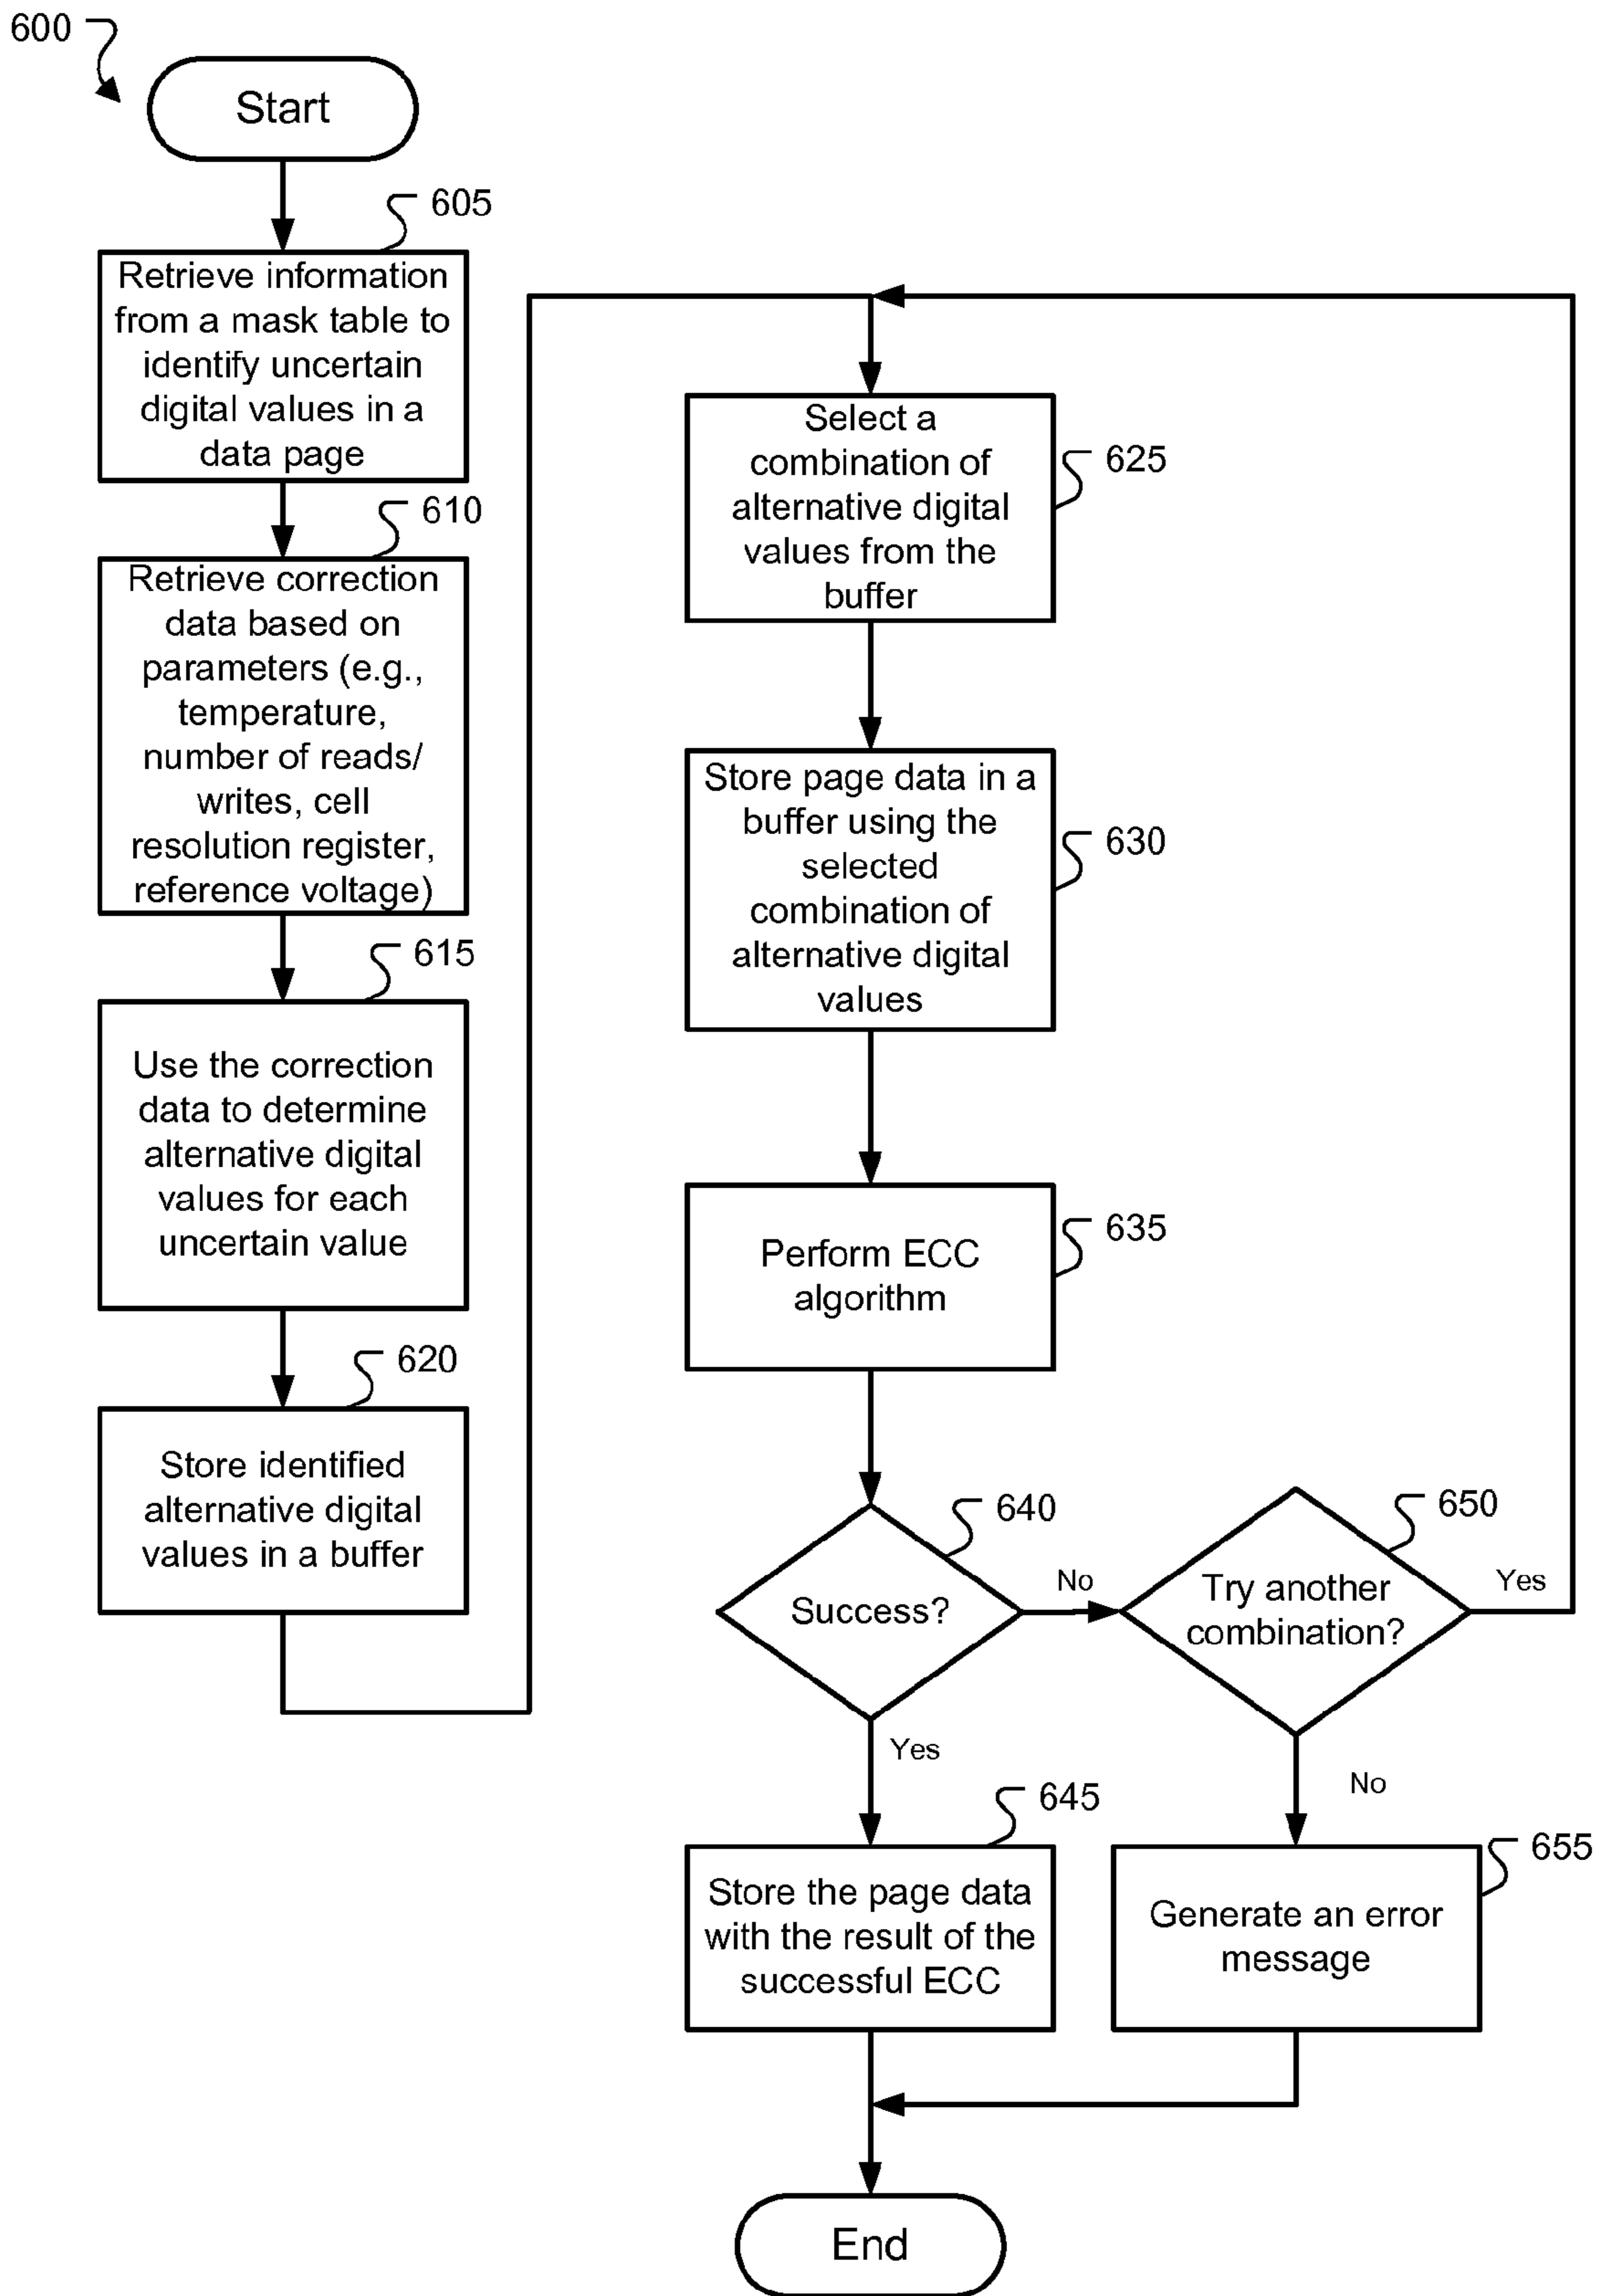 600
Start
605
Retrieve information
from a mask table to
identify uncertain
digital values in a
data page
610
Retrieve correction
data based on
parameters (e.g.,
temperature,
number of reads/
writes, cell
resolution register,
reference voltage)
615
Use the correction
data to determine
alternative digital
values for each
uncertain value
620
Store identified
alternative digital
values in a buffer
Select a
combination of
alternative digital
values from the
buffer
625
Store page data in a
buffer using the
selected
combination of
alternative digital
values
630
Perform ECC
algorithm
635
Success?
640
No
Yes
Try another
combination?
650
Yes
No
645
Store the page data
with the result of the
successful ECC
655
Generate an error
message
End